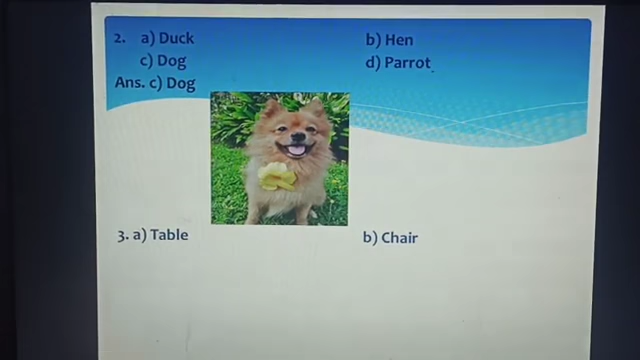 2. a) Duck b) Hen
c) Dog d) Parrot
Ans. c) Dog
3. a) Table b) Chair